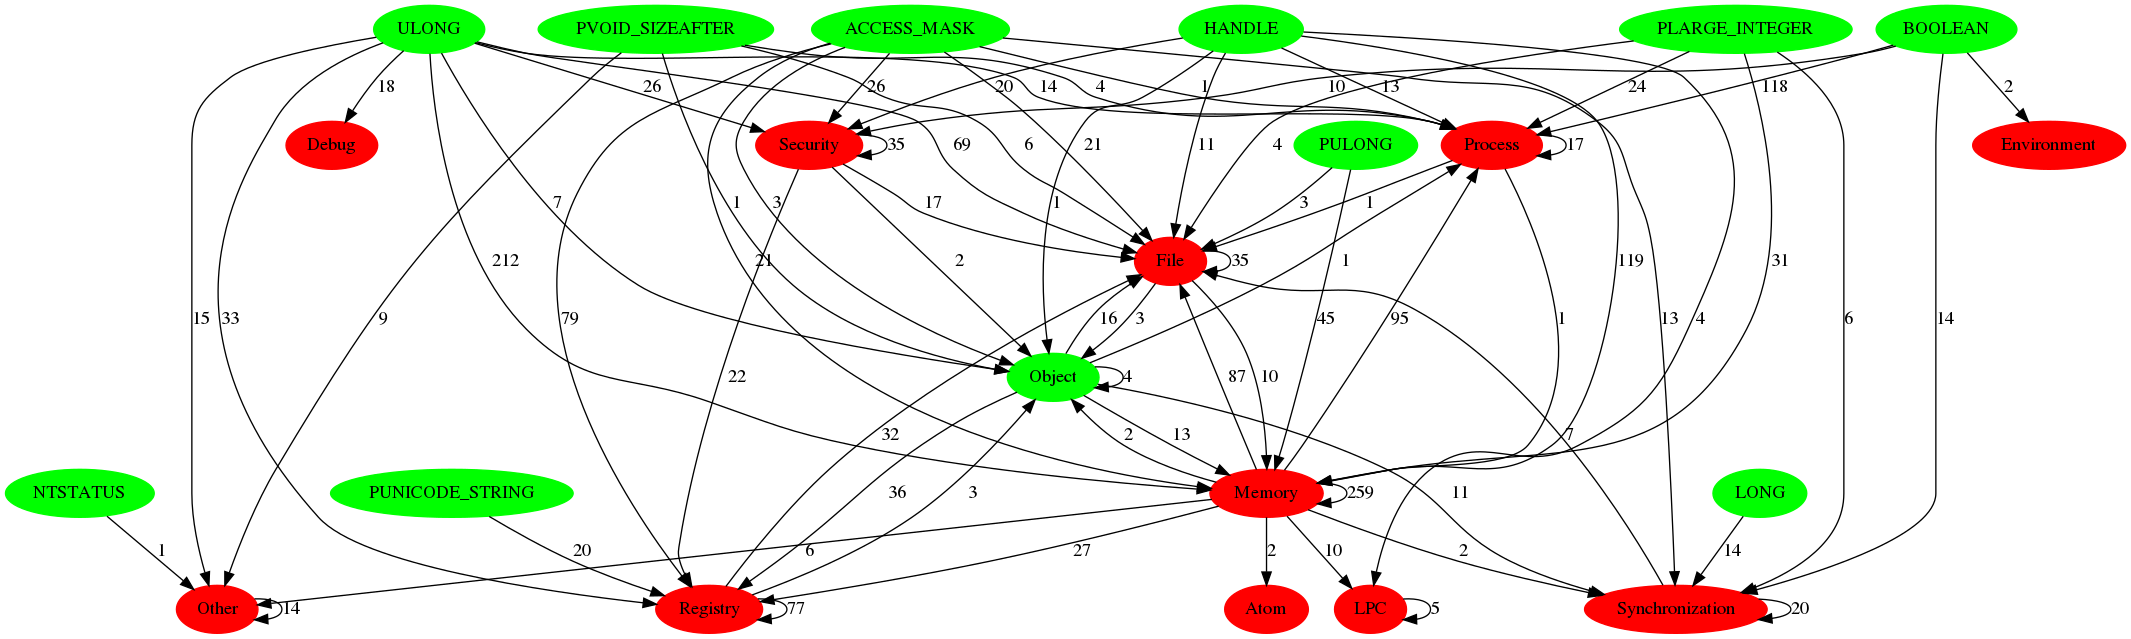 ULONG PVOID_SIZEAFTER ACCESS_MASK HANDLE PLARGE_INTEGER BOOLEAN
18 26 26 20 14 4 1 10 13 24 118 2
Debug Security 35 69 6 21 11 4 PULONG Process 17 Environment
7 1 3 17 1 3 1
212 21 2 File 35 1 119 31
15 33 9 79 16 3 45 95 1 13 4 6 14
22 Object 4 87 10
32 2 13 7
NTSTATUS PUNICODE_STRING 36 3 Memory 259 11 LONG
1 20 6 27 2 10 2 14
Other 14 Registry 77 Atom LPC 5 Synchronization 20